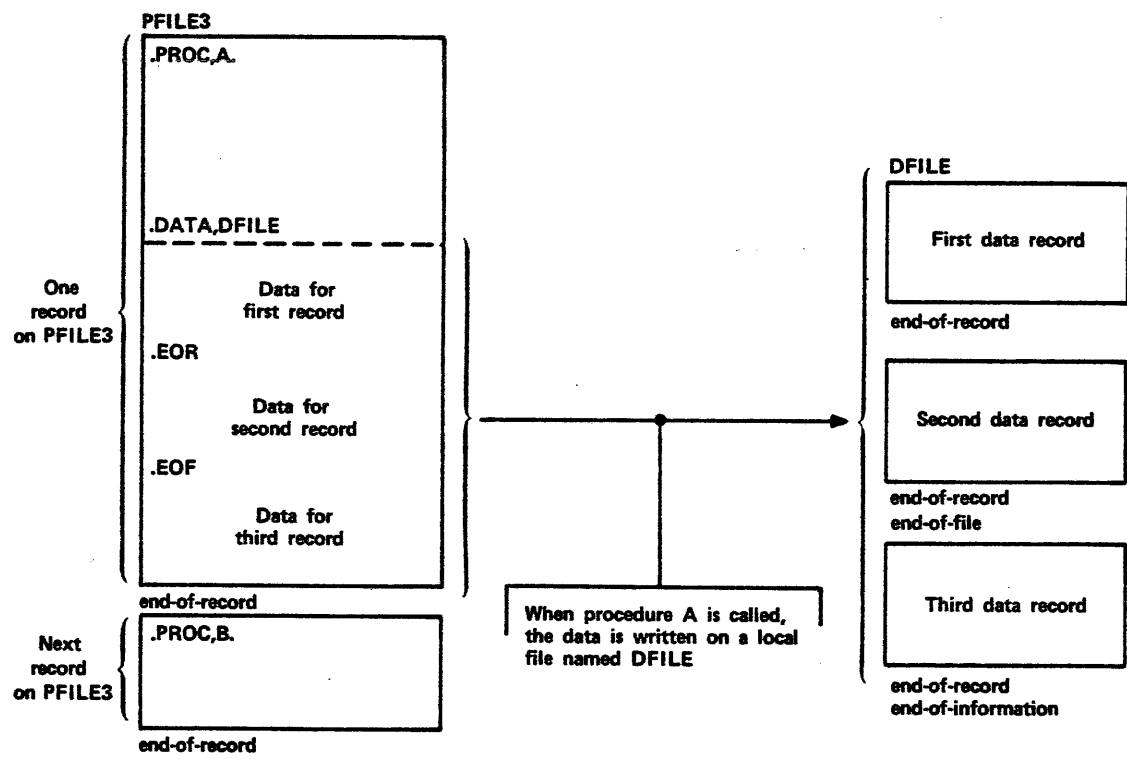 PFILE3
.PROC,A.
.DATA,DFILE
One
record
on PFILE3
Data for
first record
.EOR
Data for
second record
.EOF
Data for
third record
end-of-record
Next
record
on PFILE3
.PROC,B.
end-of-record
When procedure A is called,
the data is written on a local
file named DFILE
DFILE
First data record
end-of-record
Second data record
end-of-record
end-of-file
Third data record
end-of-record
end-of-information